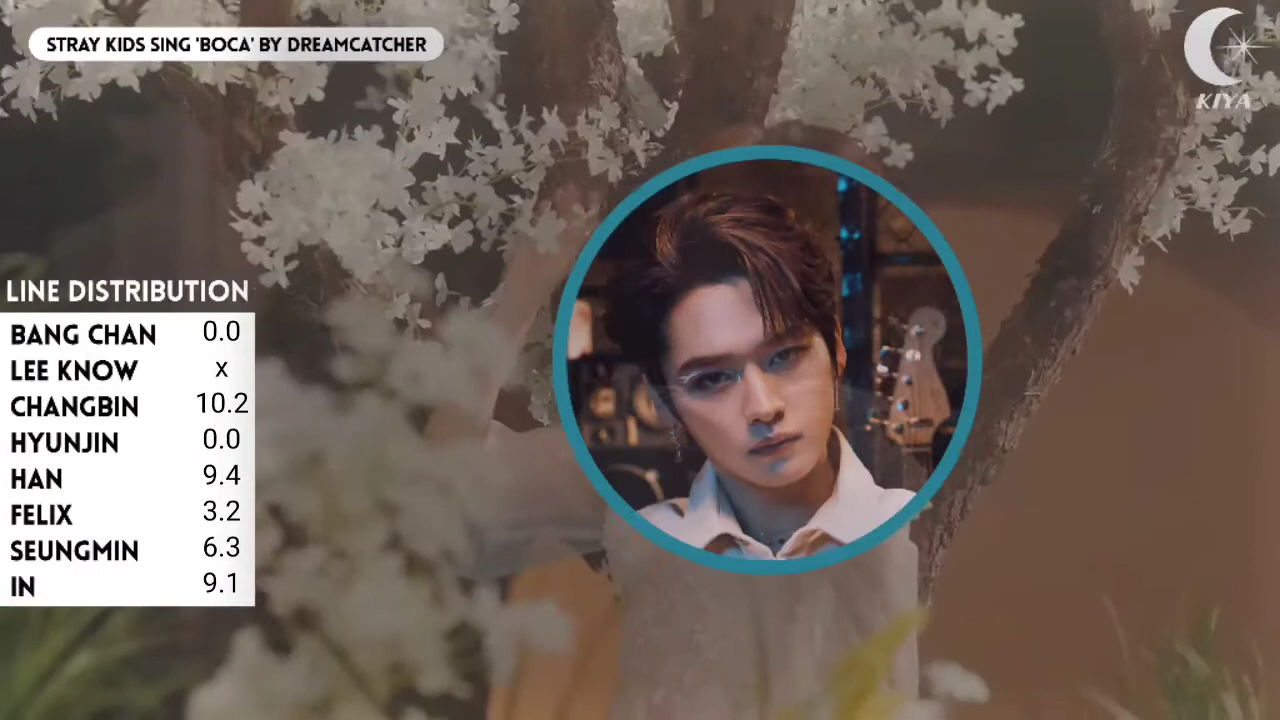 STRAY KIDS SING 'BOCA' BY DREAMCATCHER
KIYA
LINE DISTRIBUTION
BANG CHAN 0.0
LEE KNOW x
CHANGBIN 10.2
HYUNJIN 0.0
HAN 9.4
FELIX 3.2
SEUNGMIN 6.3
IN 9.1